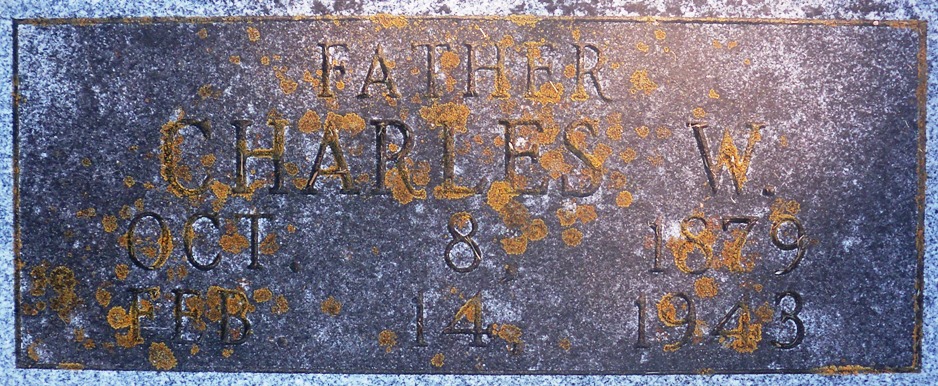 FATHER
CHARLES W.
OCT. 8, 1879
FEB. 14, 1943